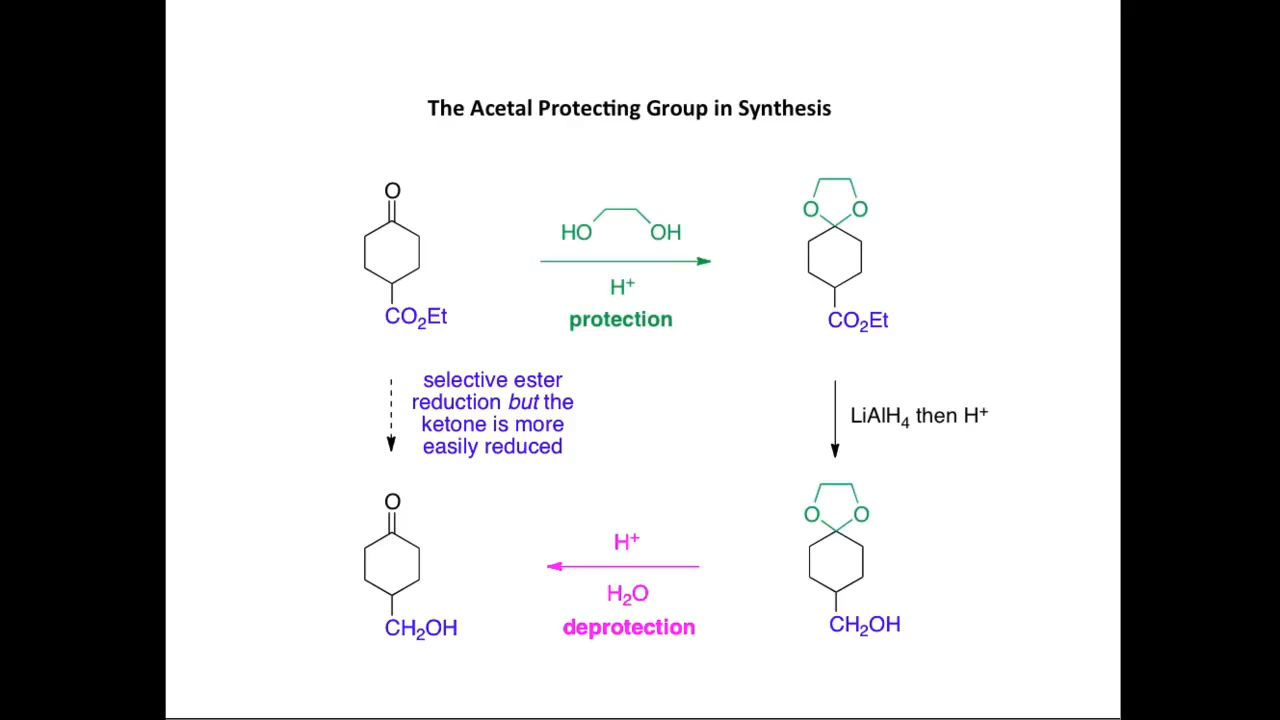 The Acetal Protecting Group in Synthesis
O
CO₂Et
HO OH
H⁺
protection
O O
CO₂Et
selective ester
reduction but the
ketone is more
easily reduced
LiAlH₄ then H⁺
O
CH₂OH
H⁺
H₂O
deprotection
O O
CH₂OH